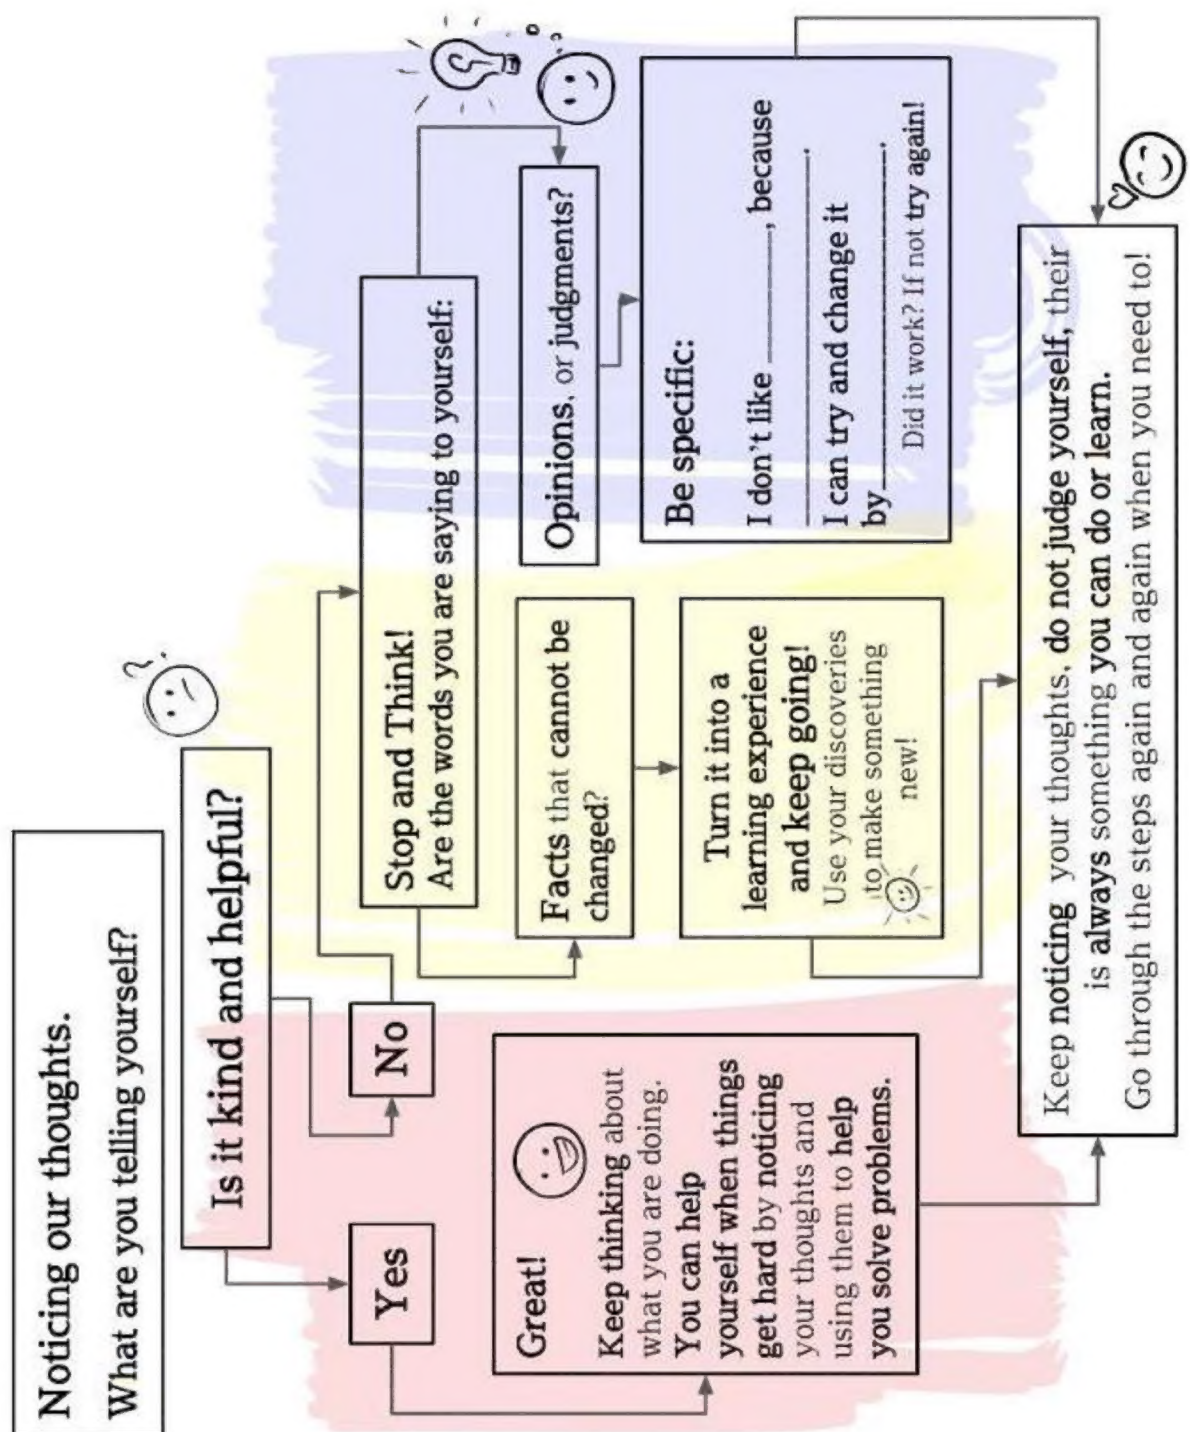 Noticing our thoughts.
What are you telling yourself?
Is it kind and helpful?
Yes
No
Great!
Keep thinking about
what you are doing.
You can help
yourself when things
get hard by noticing
your thoughts and
using them to help
you solve problems.
Stop and Think!
Are the words you are saying to yourself:
Facts that cannot be
changed?
Turn it into a
learning experience
and keep going!
Use your discoveries
to make something
new!
Opinions, or judgments?
Be specific:
I don't like ________, because
________________.
I can try and change it
by________________.
Did it work? If not try again!
Keep noticing your thoughts, do not judge yourself, their
is always something you can do or learn.
Go through the steps again and again when you need to!